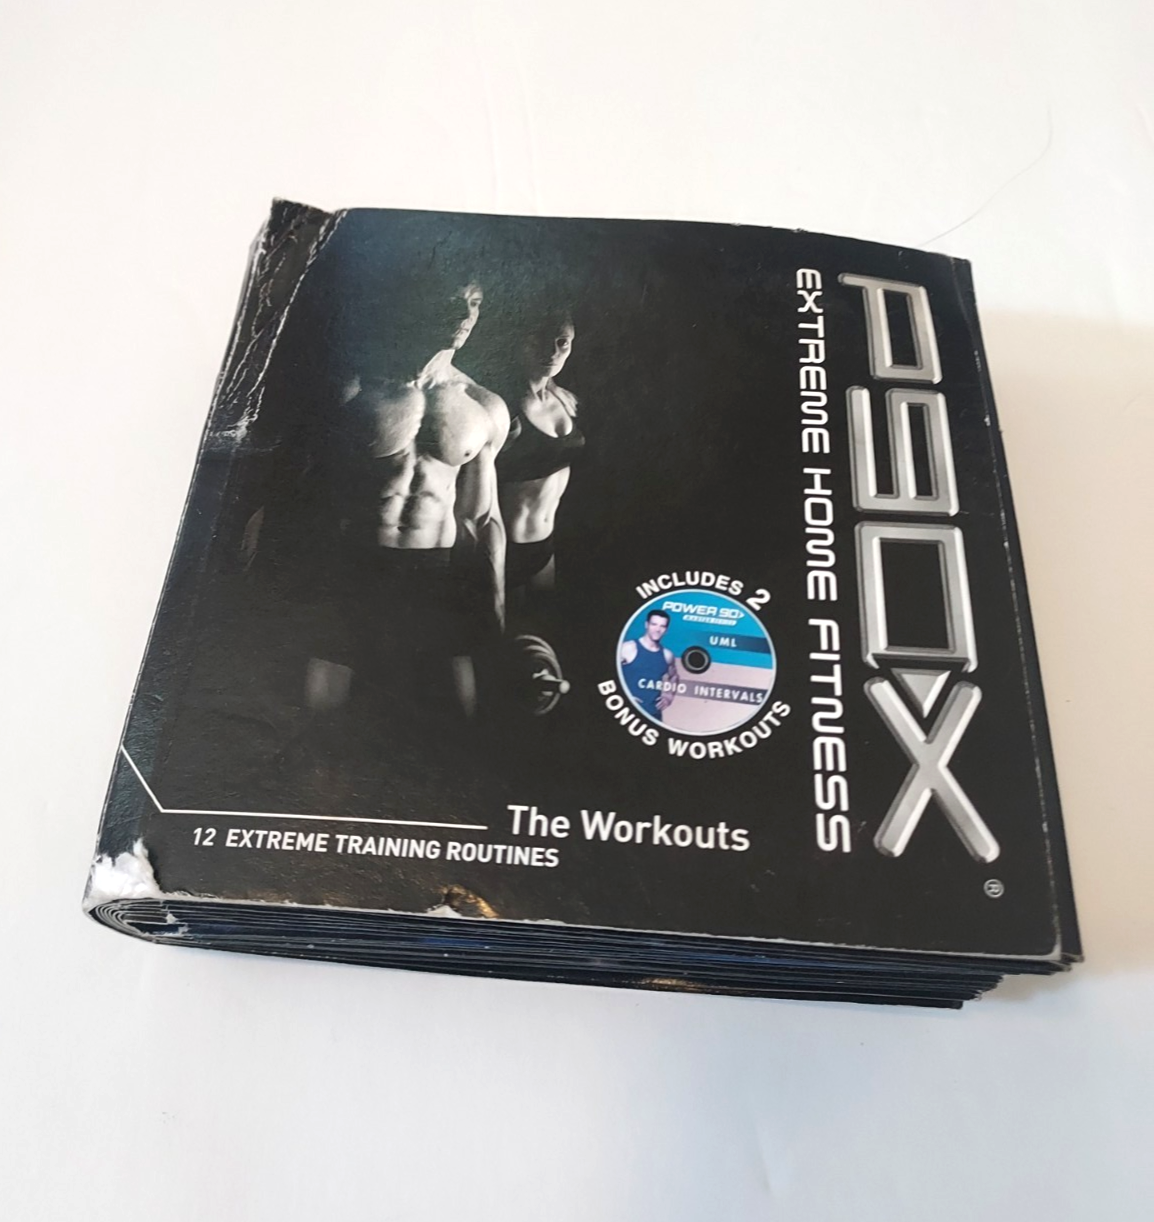 P90X
®
EXTREME HOME FITNESS
INCLUDES 2
POWER 90
UML
CARDIO INTERVALS
BONUS WORKOUTS
The Workouts
12 EXTREME TRAINING ROUTINES